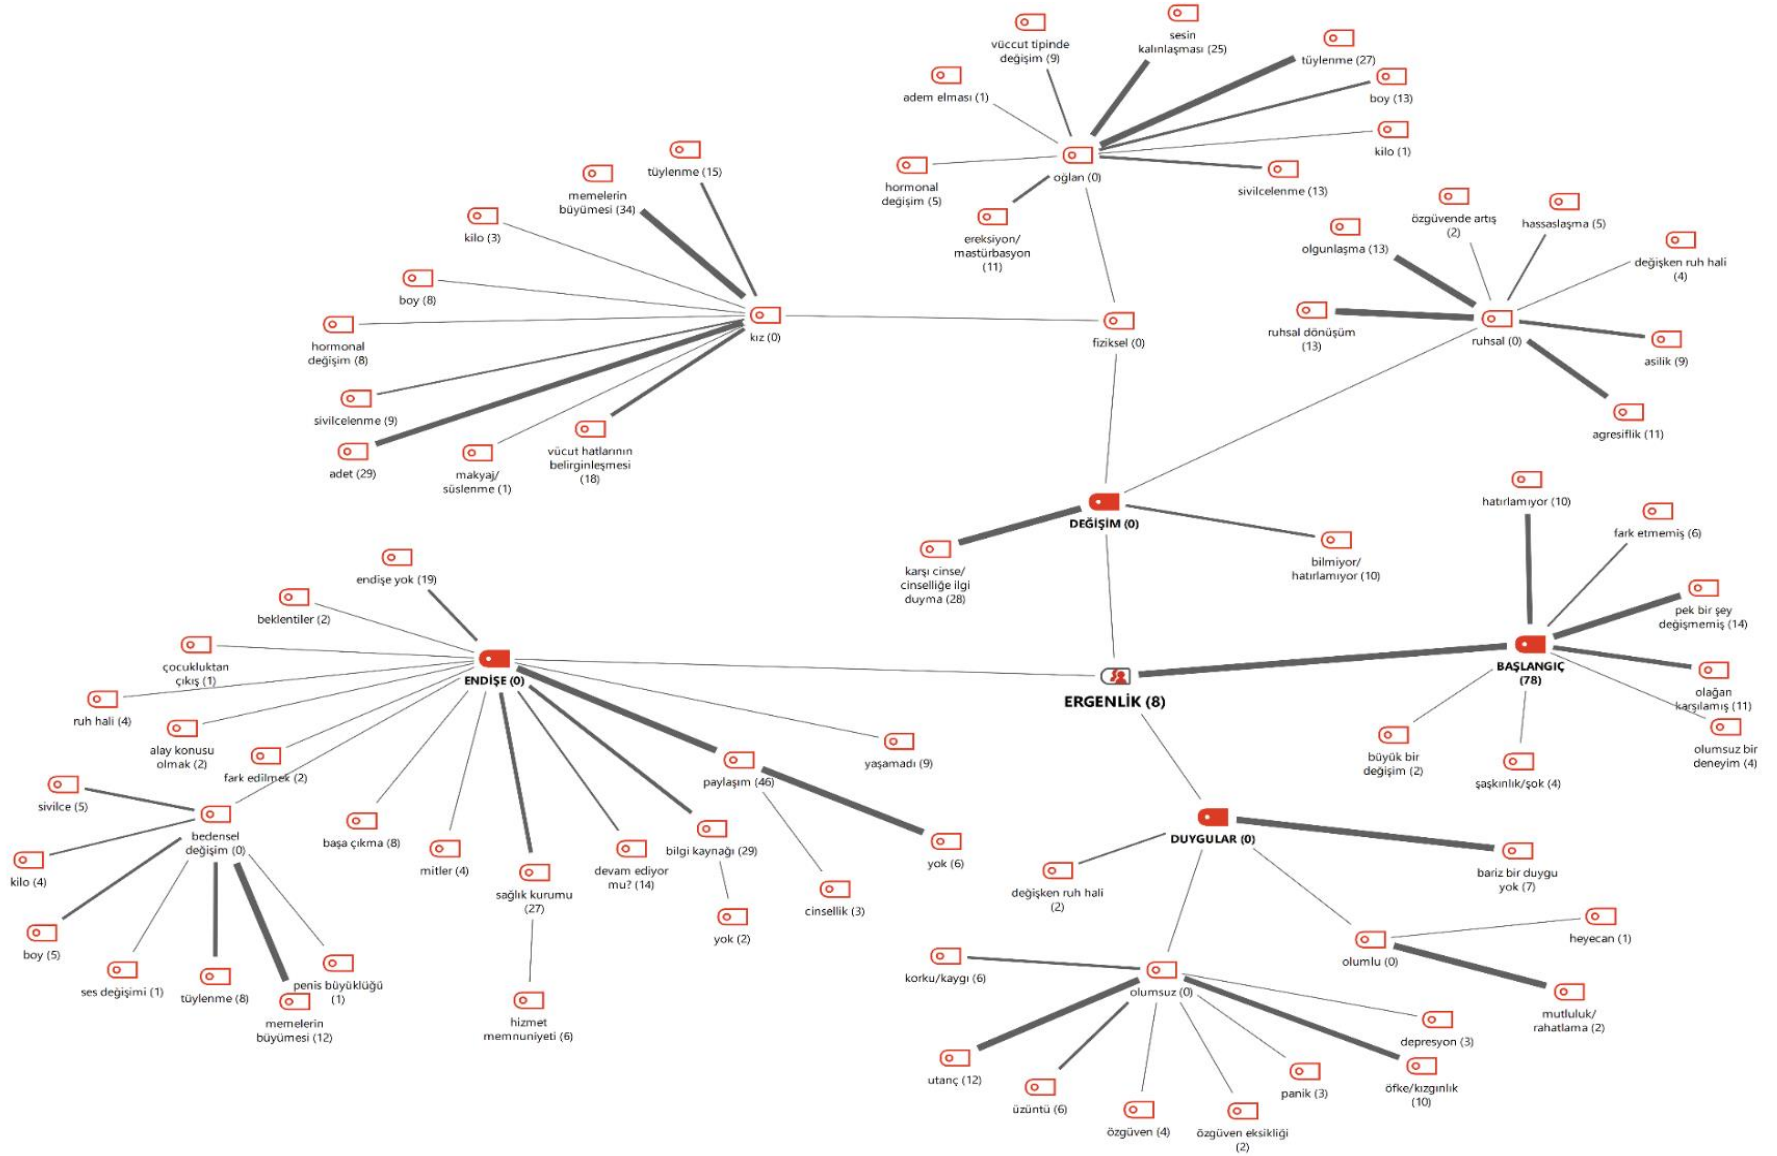 vüccut tipinde
değişim (9)
sesin
kalınlaşması (25)
tüylenme (27)
adem elması (1)
boy (13)
kilo (1)
hormonal
değişim (5)
oğlan (0)
sivilcelenme (13)
ereksiyon/
mastürbasyon
(11)
tüylenme (15)
memelerin
büyümesi (34)
kilo (3)
boy (8)
hormonal
değişim (8)
kız (0)
sivilcelenme (9)
adet (29)
makyaj/
süslenme (1)
vücut hatlarının
belirginleşmesi
(18)
fiziksel (0)
özgüvende artış
(2)
hassaslaşma (5)
olgunlaşma (13)
değişken ruh hali
(4)
ruhsal dönüşüm
(13)
ruhsal (0)
asilik (9)
agresiflik (11)
DEĞİŞİM (0)
karşı cinse/
cinselliğe ilgi
duyma (28)
bilmiyor/
hatırlamıyor (10)
hatırlamıyor (10)
fark etmemiş (6)
pek bir şey
değişmemiş (14)
BAŞLANGIÇ
(78)
olağan
karşılamış (11)
büyük bir
değişim (2)
şaşkınlık/şok (4)
olumsuz bir
deneyim (4)
ERGENLİK (8)
endişe yok (19)
beklentiler (2)
çocukluktan
çıkış (1)
ENDİŞE (0)
ruh hali (4)
alay konusu
olmak (2)
fark edilmek (2)
yaşamadı (9)
paylaşım (46)
sivilce (5)
bedensel
değişim (0)
kilo (4)
boy (5)
ses değişimi (1)
tüylenme (8)
memelerin
büyümesi (12)
penis büyüklüğü
(1)
başa çıkma (8)
mitler (4)
sağlık kurumu
(27)
devam ediyor
mu? (14)
bilgi kaynağı (29)
yok (6)
cinsellik (3)
yok (2)
hizmet
memnuniyeti (6)
DUYGULAR (0)
değişken ruh hali
(2)
bariz bir duygu
yok (7)
heyecan (1)
olumlu (0)
mutluluk/
rahatlama (2)
korku/kaygı (6)
olumsuz (0)
utanç (12)
üzüntü (6)
özgüven (4)
özgüven eksikliği
(2)
panik (3)
depresyon (3)
öfke/kızgınlık
(10)